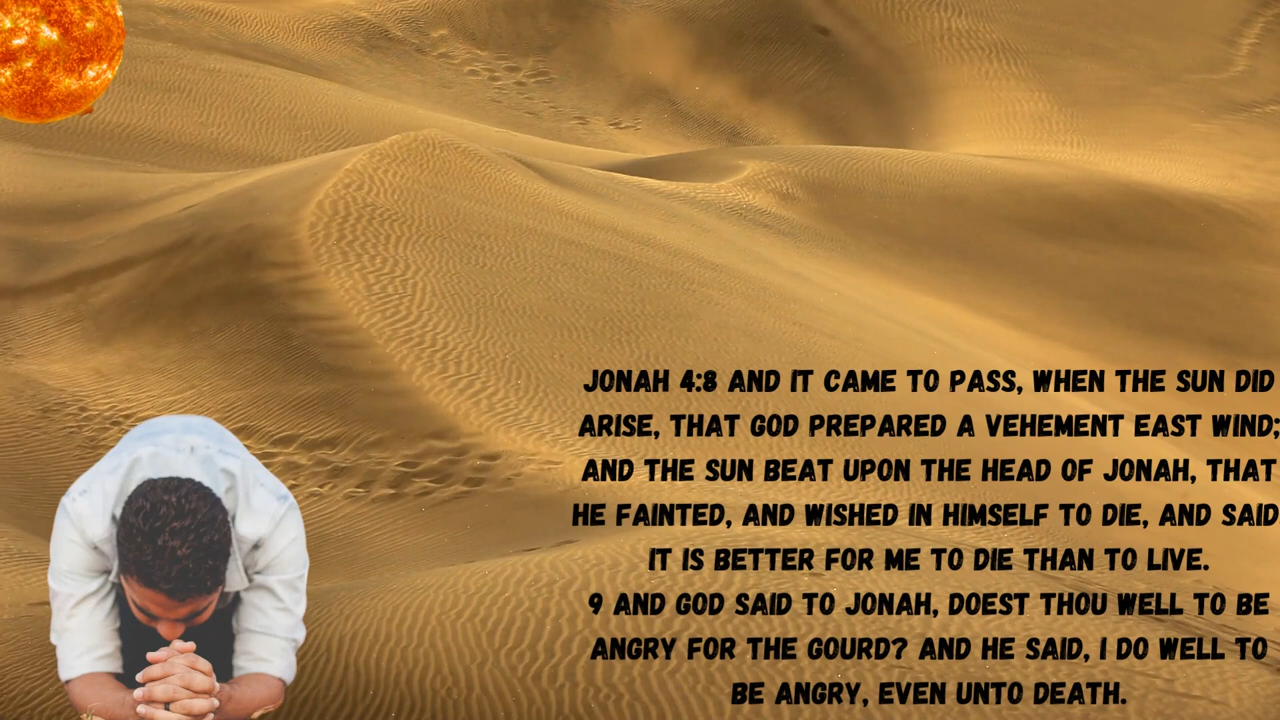 JONAH 4:8 AND IT CAME TO PASS, WHEN THE SUN DID
ARISE, THAT GOD PREPARED A VEHEMENT EAST WIND;
AND THE SUN BEAT UPON THE HEAD OF JONAH, THAT
HE FAINTED, AND WISHED IN HIMSELF TO DIE, AND SAID
IT IS BETTER FOR ME TO DIE THAN TO LIVE.
9 AND GOD SAID TO JONAH, DOEST THOU WELL TO BE
ANGRY FOR THE GOURD? AND HE SAID, I DO WELL TO
BE ANGRY, EVEN UNTO DEATH.